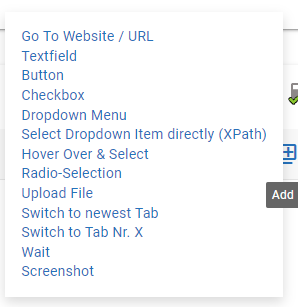 Go To Website / URL
Textfield
Button
Checkbox
Dropdown Menu
Select Dropdown Item directly (XPath)
Hover Over & Select
Radio-Selection
Upload File
Add
Switch to newest Tab
Switch to Tab Nr. X
Wait
Screenshot